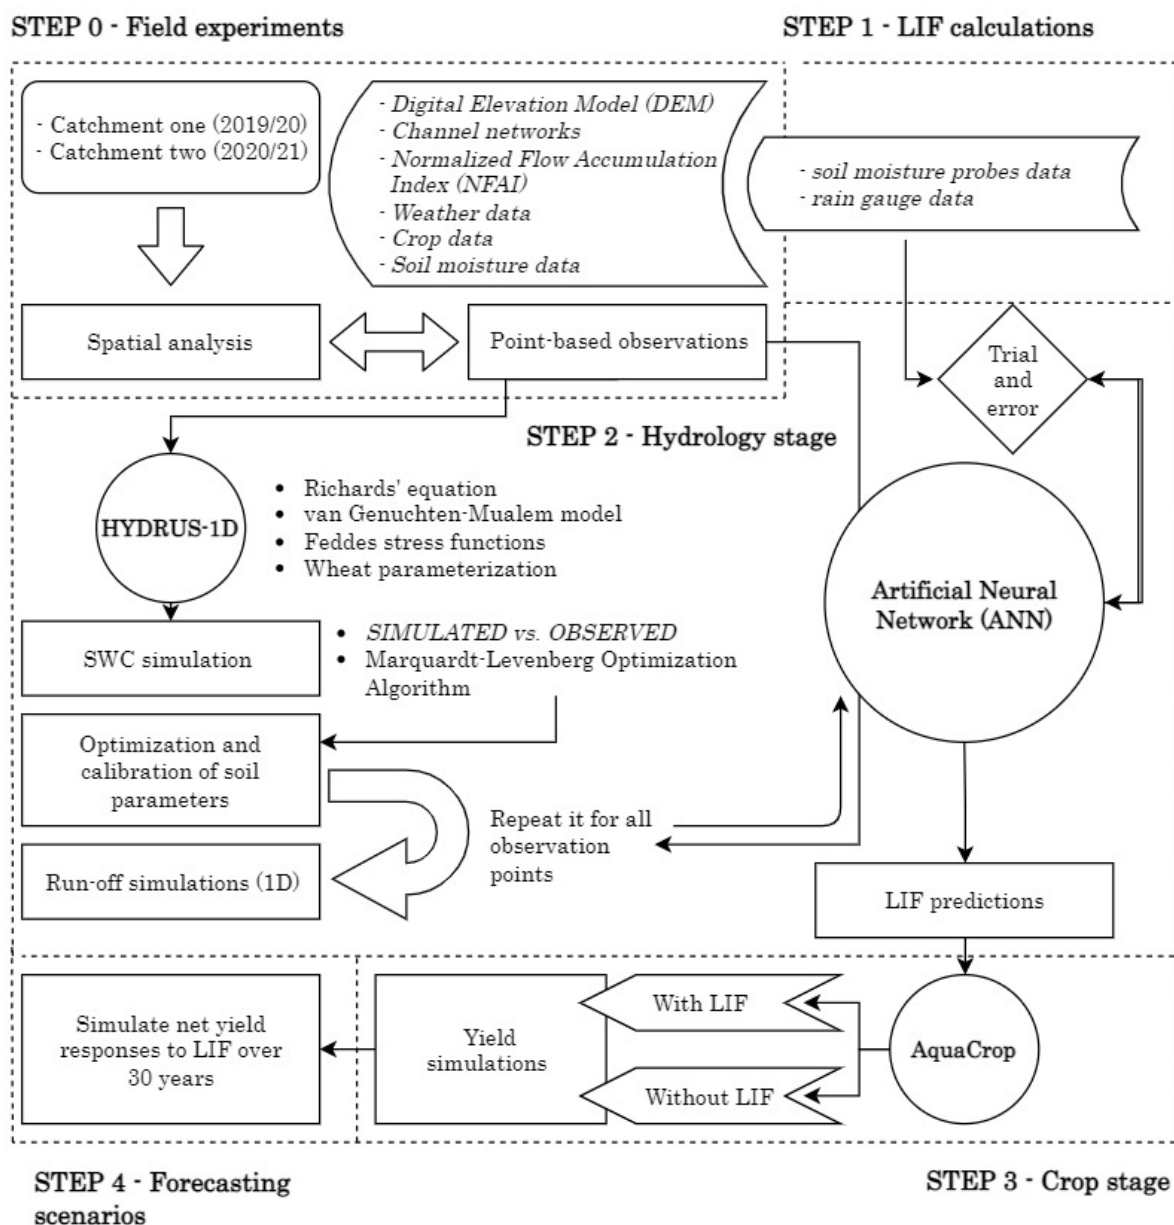 STEP 0 - Field experiments
STEP 1 - LIF calculations
- Catchment one (2019/20)
- Catchment two (2020/21)
- Digital Elevation Model (DEM)
- Channel networks
- Normalized Flow Accumulation
Index (NFAI)
- Weather data
- Crop data
- Soil moisture data
- soil moisture probes data
- rain gauge data
Spatial analysis
Point-based observations
Trial
and
error
STEP 2 - Hydrology stage
HYDRUS-1D
• Richards' equation
• van Genuchten-Mualem model
• Feddes stress functions
• Wheat parameterization
Artificial Neural
Network (ANN)
SWC simulation
• SIMULATED vs. OBSERVED
• Marquardt-Levenberg Optimization
Algorithm
Optimization and
calibration of soil
parameters
Repeat it for all
observation
points
Run-off simulations (1D)
LIF predictions
Simulate net yield
responses to LIF over
30 years
Yield
simulations
With LIF
Without LIF
AquaCrop
STEP 4 - Forecasting
scenarios
STEP 3 - Crop stage